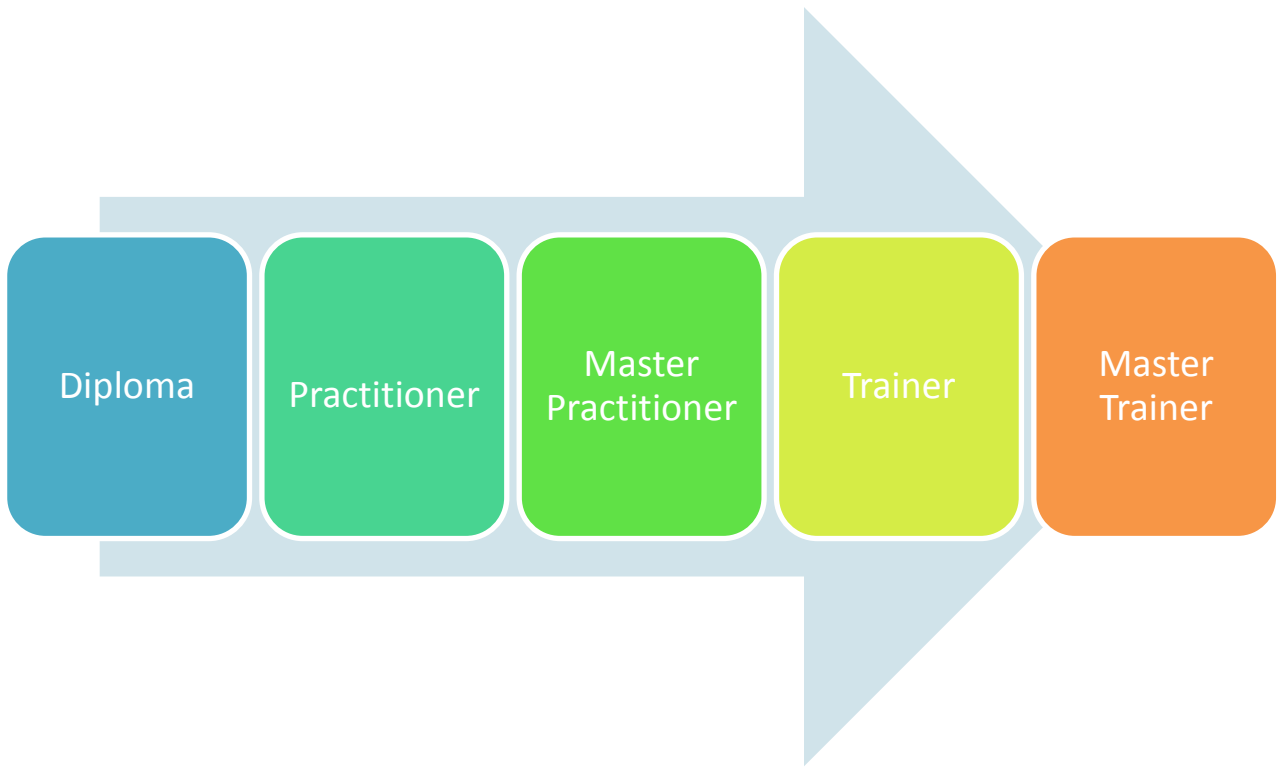 Diploma
Practitioner
Master
Practitioner
Trainer
Master
Trainer